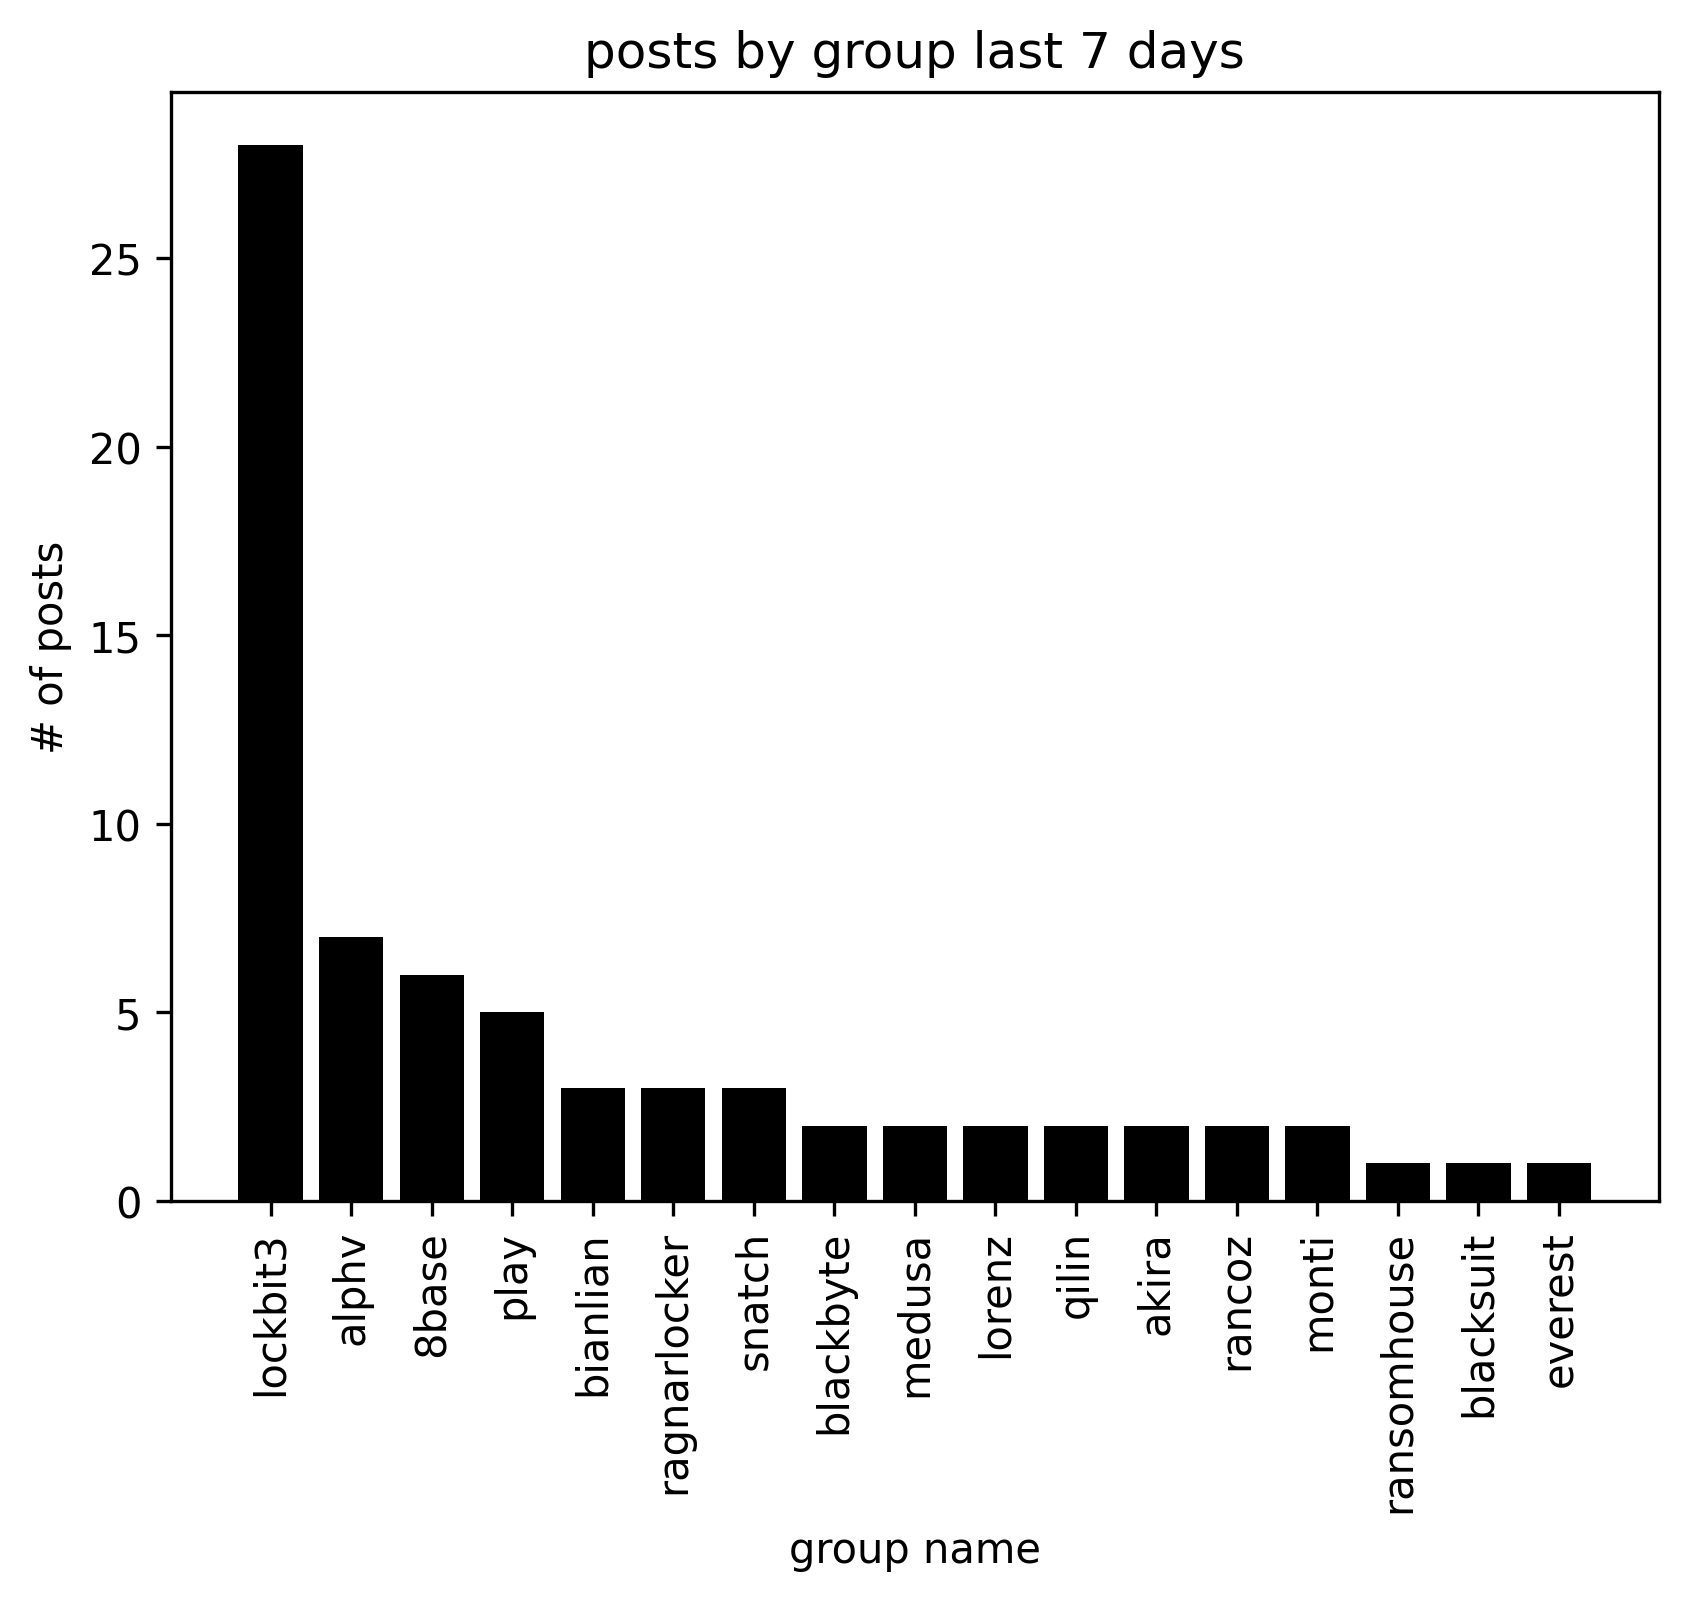 posts by group last 7 days
# of posts
25
20
15
10
5
0
lockbit3
alphv
8base
play
bianlian
ragnarlocker
snatch
blackbyte
medusa
lorenz
qilin
akira
rancoz
monti
ransomhouse
blacksuit
everest
group name